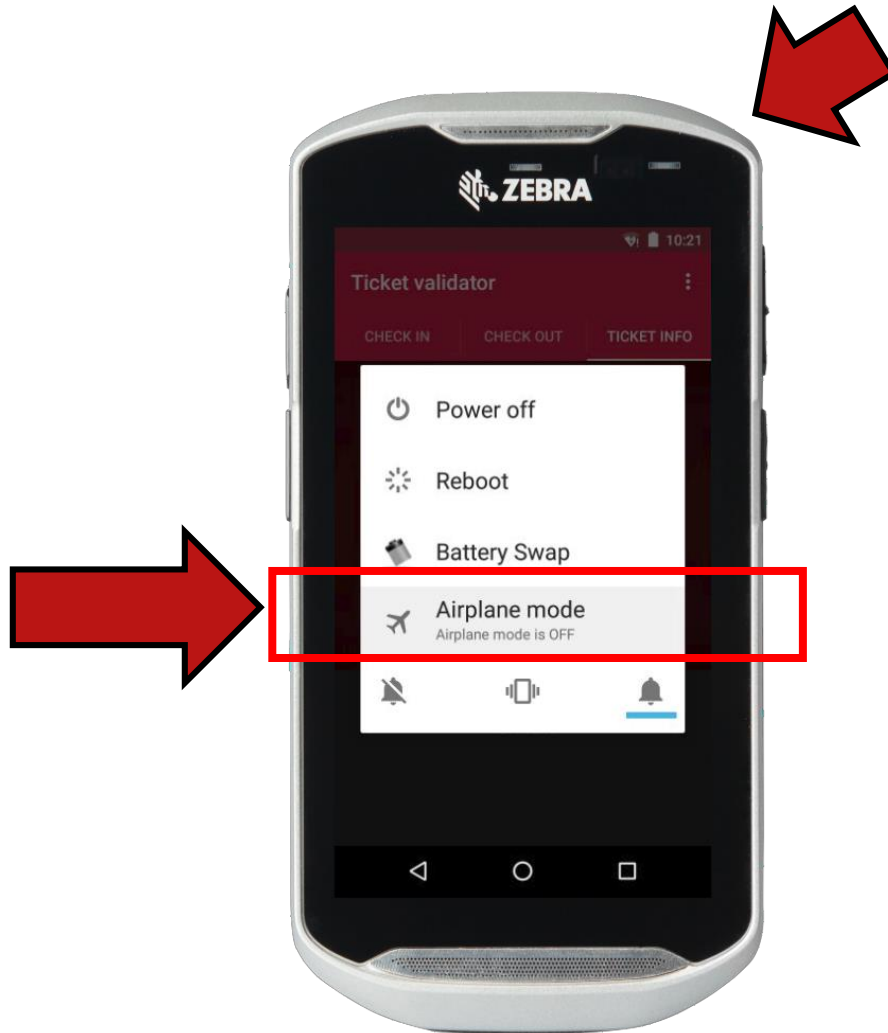 ZEBRA
10:21
Ticket validator
CHECK IN CHECK OUT TICKET INFO
Power off
Reboot
Battery Swap
Airplane mode
Airplane mode is OFF